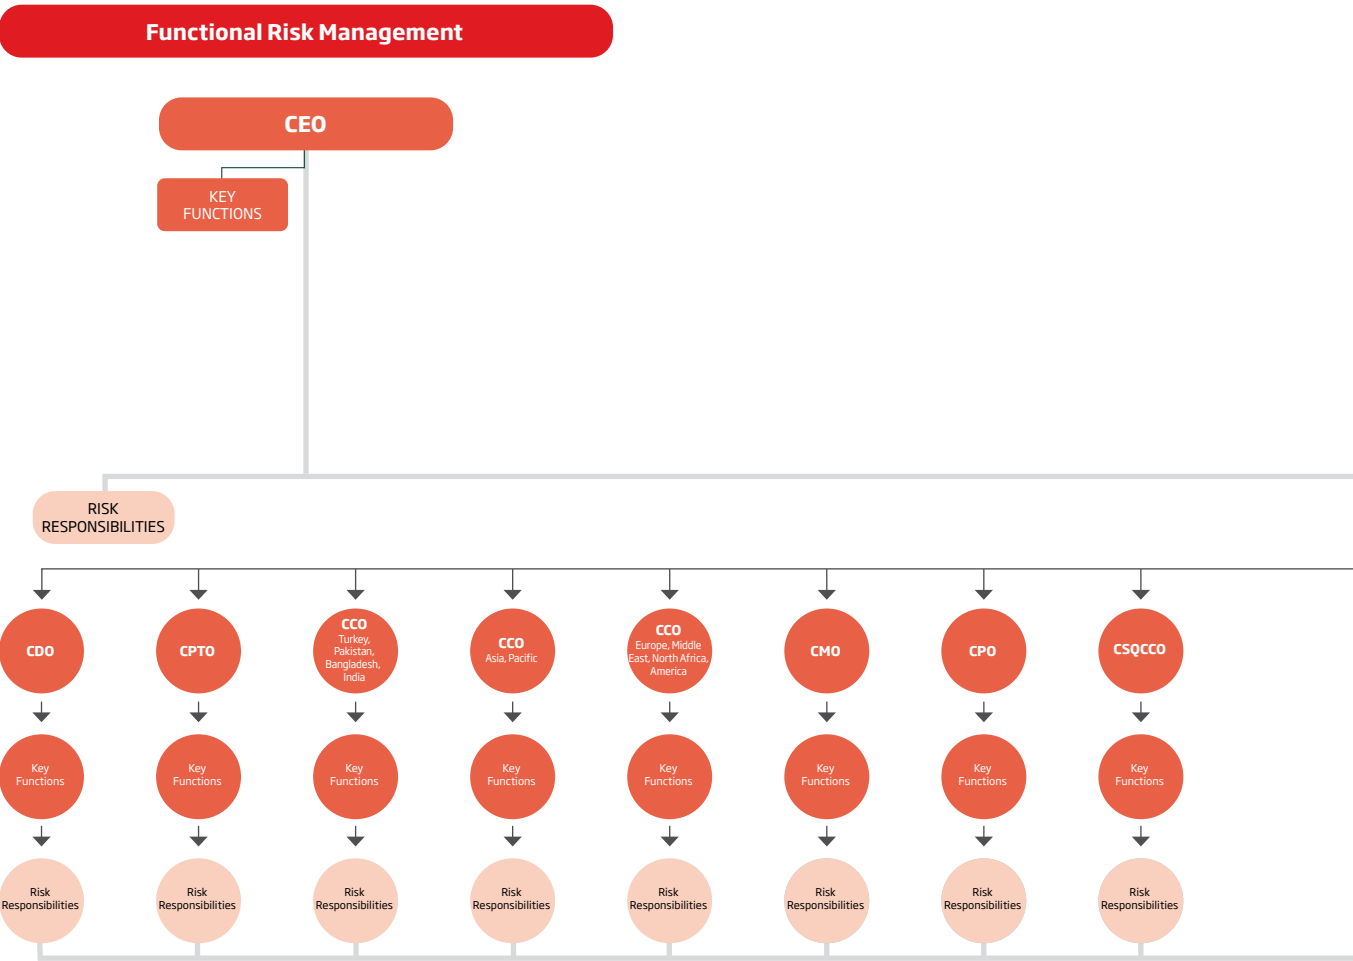 Functional Risk Management
CEO
KEY
FUNCTIONS
RISK
RESPONSIBILITIES
CDO
CPTO
CCO
Turkey,
Pakistan,
Bangladesh,
India
CCO
Asia, Pacific
CCO
Europe, Middle
East, North Africa,
America
CMO
CPO
CSQCCO
Key
Functions
Key
Functions
Key
Functions
Key
Functions
Key
Functions
Key
Functions
Key
Functions
Key
Functions
Risk
Responsibilities
Risk
Responsibilities
Risk
Responsibilities
Risk
Responsibilities
Risk
Responsibilities
Risk
Responsibilities
Risk
Responsibilities
Risk
Responsibilities